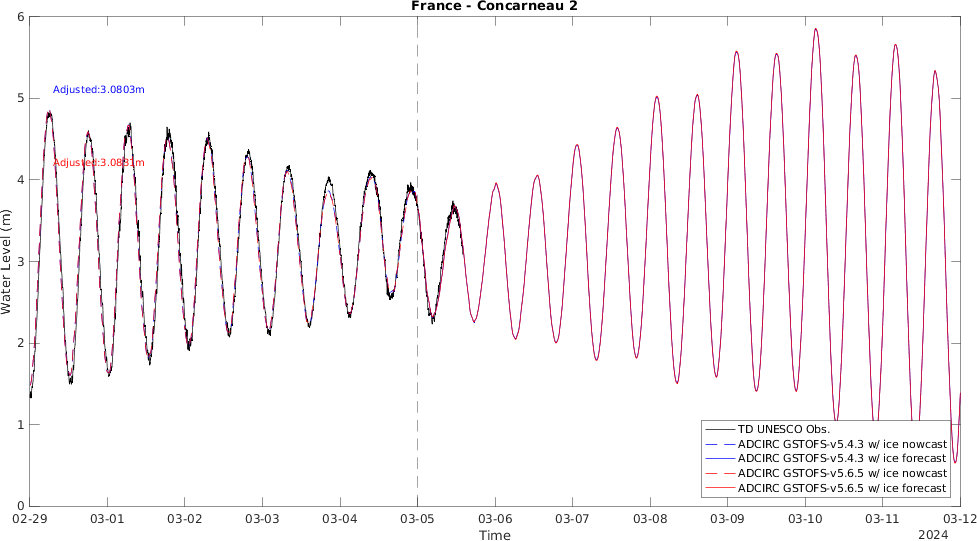 France - Concarneau 2
6
5
4
3
2
1
0
Water Level (m)
Adjusted:3.0803m
Adjusted:3.0831m
TD UNESCO Obs.
ADCIRC GSTOFS-v5.4.3 w/ ice nowcast
ADCIRC GSTOFS-v5.4.3 w/ ice forecast
ADCIRC GSTOFS-v5.6.5 w/ ice nowcast
ADCIRC GSTOFS-v5.6.5 w/ ice forecast
02-29 03-01 03-02 03-03 03-04 03-05 03-06 03-07 03-08 03-09 03-10 03-11 03-12
Time
2024